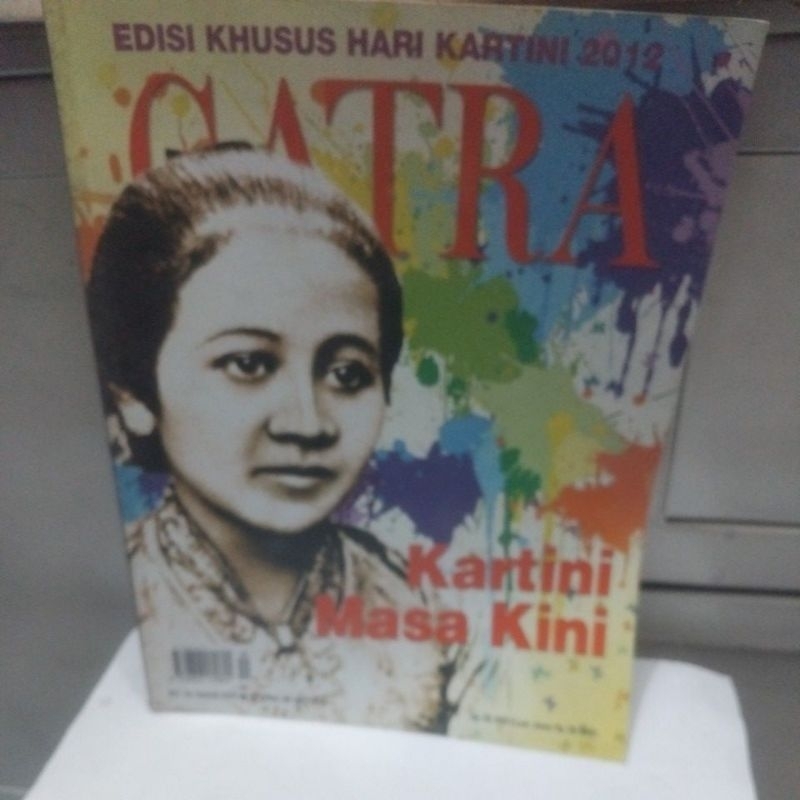 EDISI KHUSUS HARI KARTINI 2012
GATRA
Kartini
Masa Kini